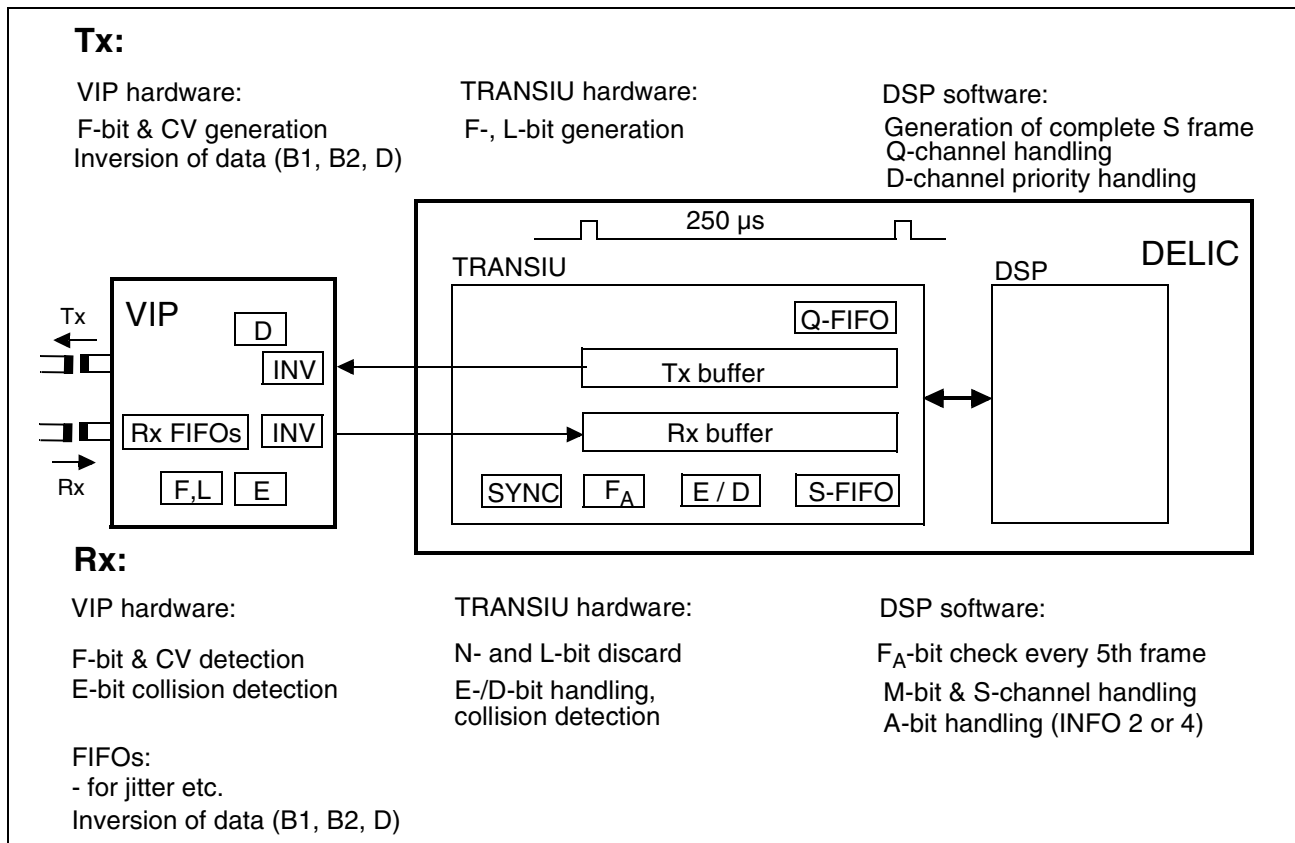 Tx:
VIP hardware:
F-bit & CV generation
Inversion of data (B1, B2, D)
TRANSIU hardware:
F-, L-bit generation
DSP software:
Generation of complete S frame
Q-channel handling
D-channel priority handling
250 µs
DELIC
TRANSIU
DSP
VIP
Tx
D
INV
Q-FIFO
Tx buffer
Rx FIFOs
INV
Rx buffer
Rx
F,L
E
SYNC
FA
E / D
S-FIFO
Rx:
VIP hardware:
F-bit & CV detection
E-bit collision detection
FIFOs:
- for jitter etc.
Inversion of data (B1, B2, D)
TRANSIU hardware:
N- and L-bit discard
E-/D-bit handling,
collision detection
DSP software:
FA-bit check every 5th frame
M-bit & S-channel handling
A-bit handling (INFO 2 or 4)